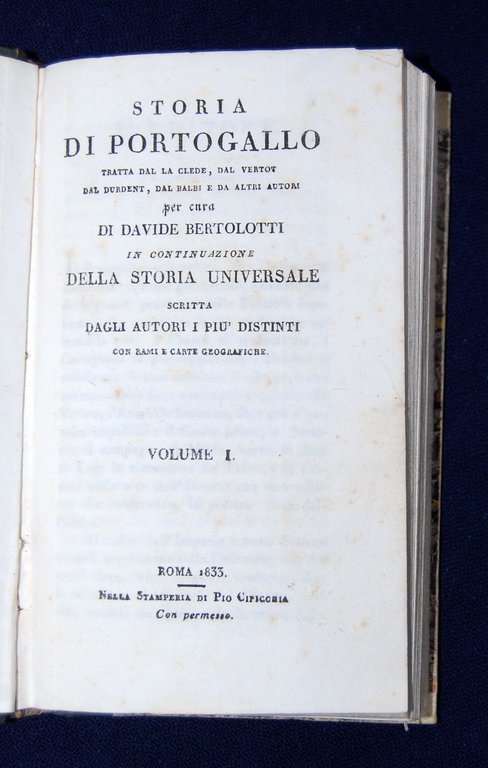 STORIA
DI PORTOGALLO
TRATTA DAL LA CLEDE, DAL VERTOT
DAL DURDENT, DAL BALBI E DA ALTRI AUTORI
per cura
DI DAVIDE BERTOLOTTI
IN CONTINUAZIONE
DELLA STORIA UNIVERSALE
SCRITTA
DAGLI AUTORI I PIU' DISTINTI
CON RAMI E CARTE GEOGRAFICHE.
VOLUME I.
ROMA 1833.
NELLA STAMPERIA DI PIO CIPICCHIA
Con permesso.